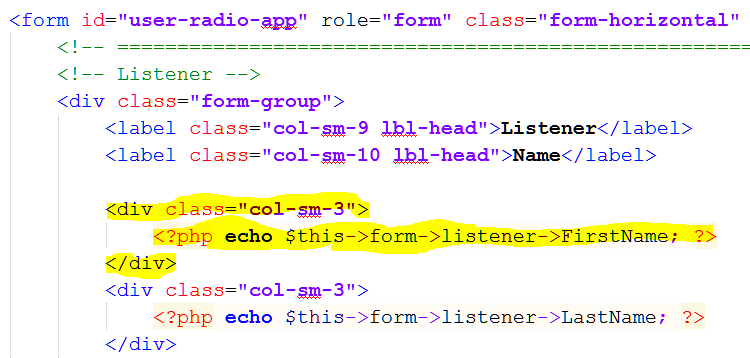 <form id="user-radio-app" role="form" class="form-horizontal"
<!-- =====================================================
<!-- Listener -->
<div class="form-group">
<label class="col-sm-9 lbl-head">Listener</label>
<label class="col-sm-10 lbl-head">Name</label>
<div class="col-sm-3">
<?php echo $this->form->listener->FirstName; ?>
</div>
<div class="col-sm-3">
<?php echo $this->form->listener->LastName; ?>
</div>